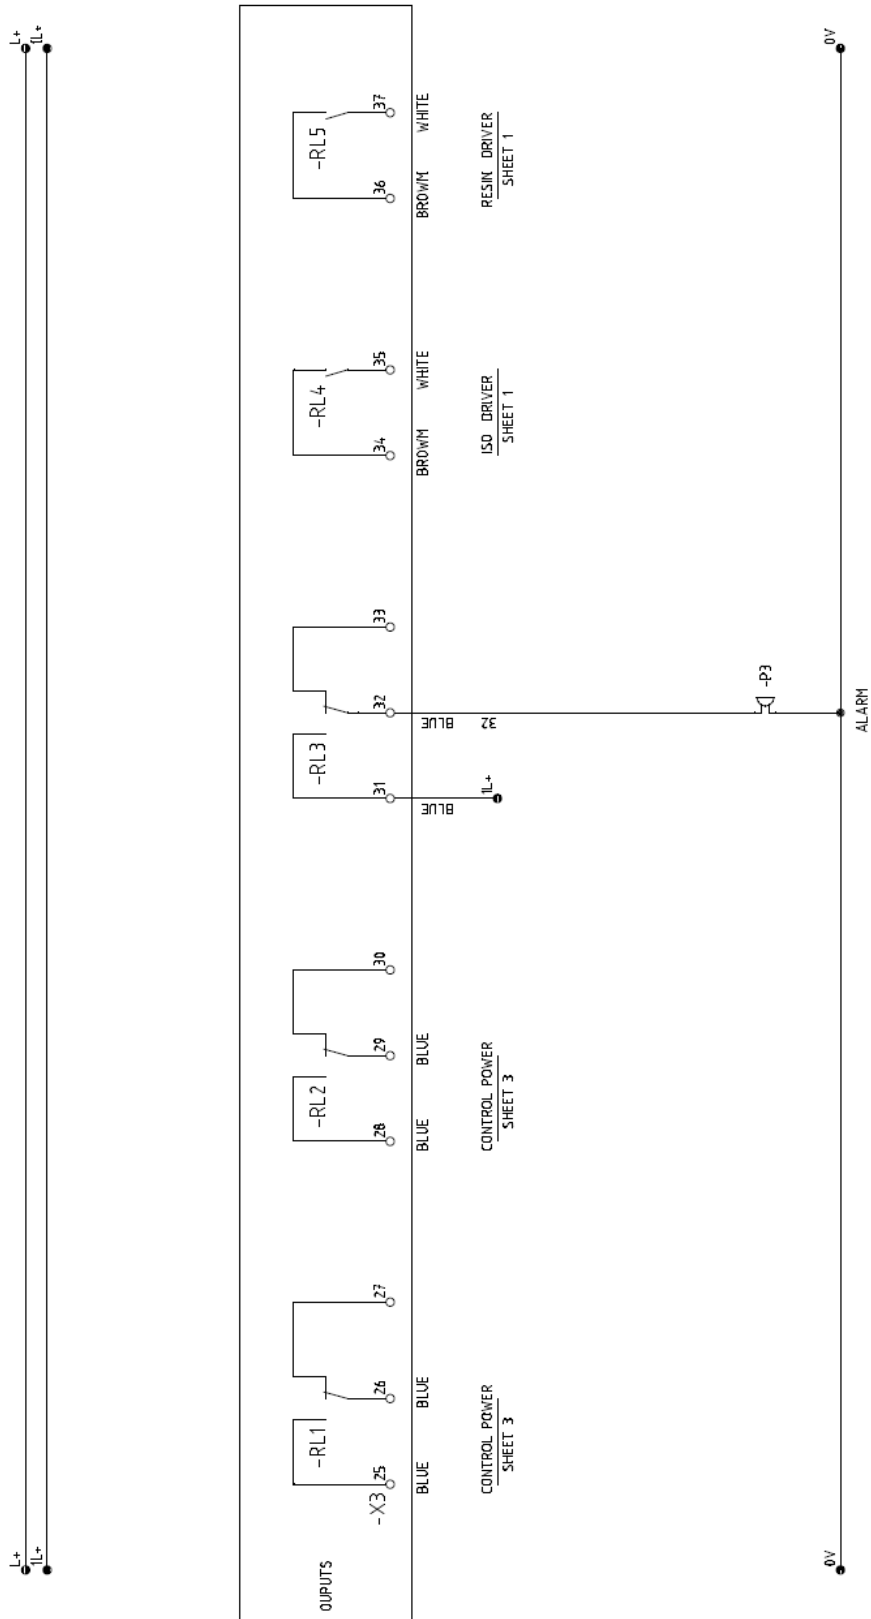 L+
L+
1L+
1L+
OUPUTS
-RL1
-RL2
-RL3
-RL4
-RL5
-X3
25
26
27
28
29
30
31
32
33
34
35
36
37
BLUE
BLUE
BLUE
BLUE
BLUE
BLUE
BROWM
WHITE
BROWM
WHITE
CONTROL POWER
SHEET 3
CONTROL POWER
SHEET 3
1L+
32
ISO DRIVER
SHEET 1
RESIN DRIVER
SHEET 1
-P3
0V
0V
ALARM